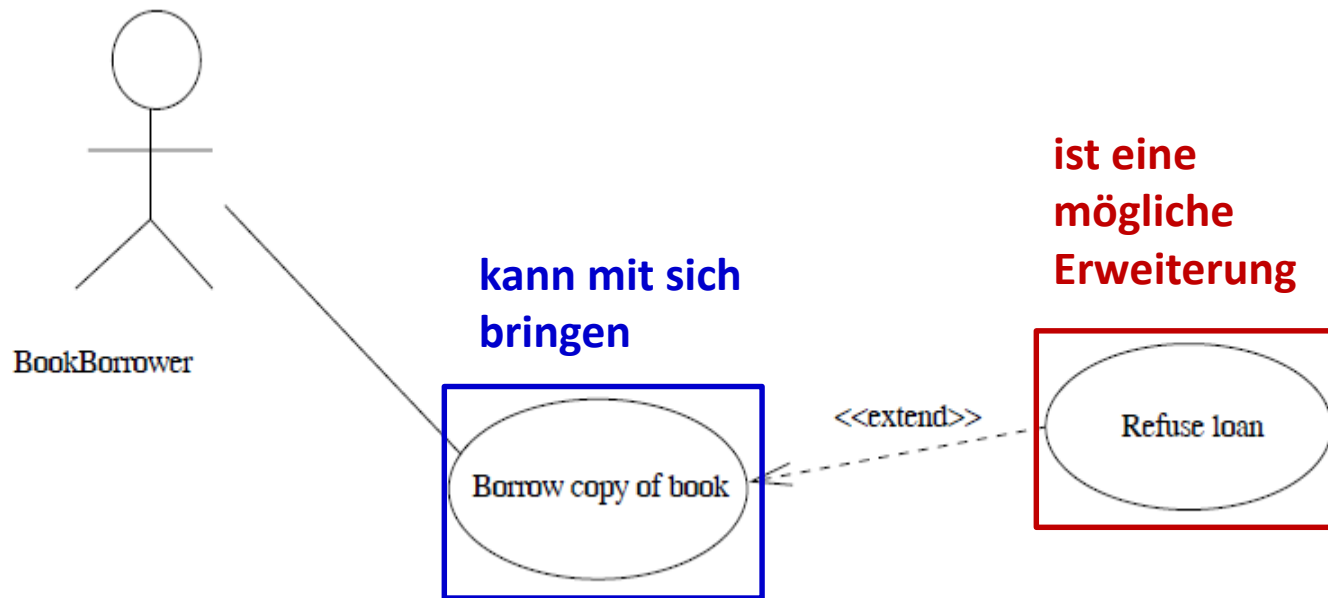 ist eine
mögliche
Erweiterung
kann mit sich
bringen
BookBorrower
<<extend>>
Refuse loan
Borrow copy of book